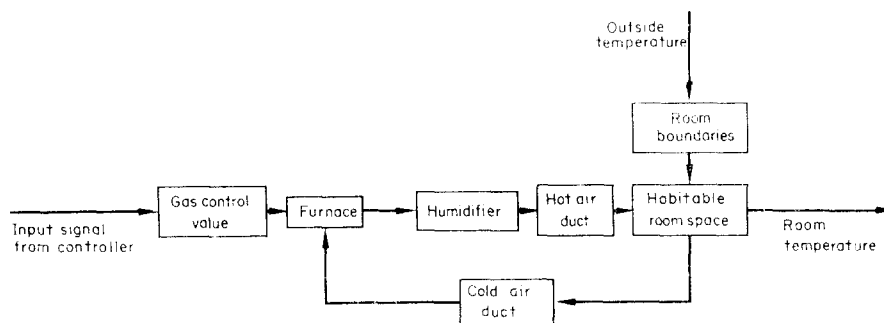 Outside
temperature
Room
boundaries
Gas control
value
Furnace
Humidifier
Hot air
duct
Habitable
room space
Input signal
from controller
Room
temperature
Cold air
duct